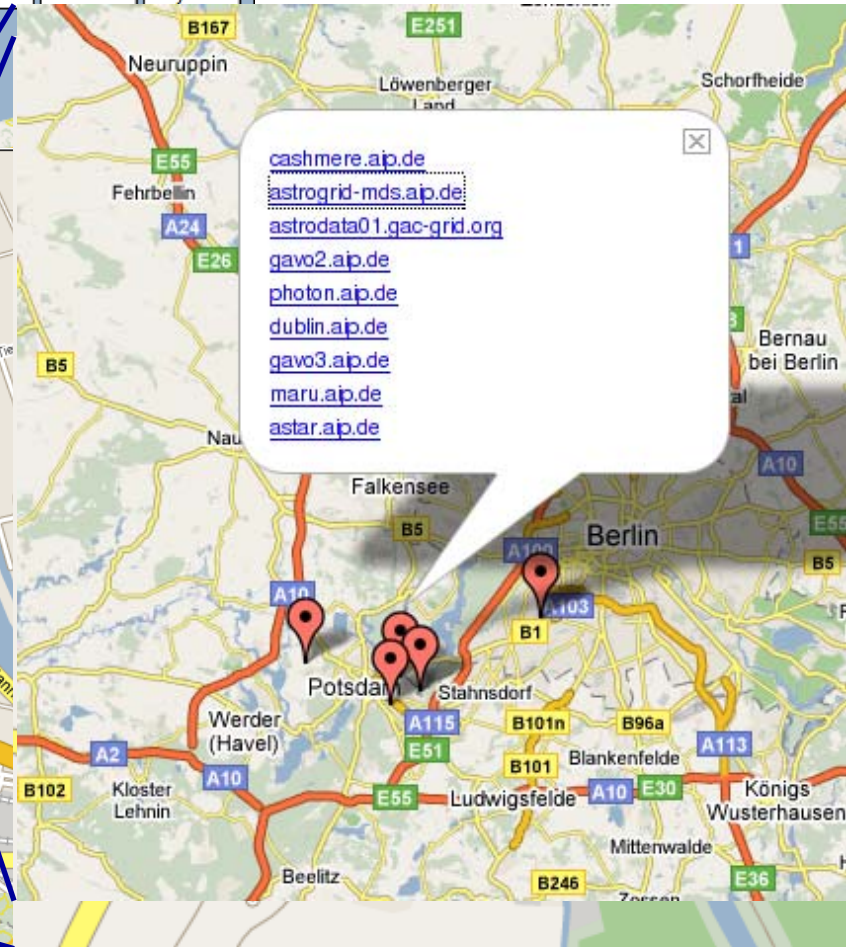 B167
E251
Neuruppin
Löwenberger
Land
Schorfheide
cashmere.aip.de
E55
astrogrid-mds.aip.de
Fehrbellin
A24
astrodata01.gac-grid.org
E26
gavo2.aip.de
photon.aip.de
dublin.aip.de
Bernau
bei Berlin
B5
gavo3.aip.de
maru.aip.de
astar.aip.de
Nau
A10
Falkensee
B5
Berlin
E55
A100
B5
A10
A103
B1
Potsdam
Stahnsdorf
Werder
(Havel)
A115
B101n
B96a
E51
A113
A2
Blankenfelde
B101
A10
B102
Kloster
Lehnin
E55
Ludwigsfelde
A10
E30
Königs
Wusterhausen
Mittenwalde
Beelitz
B246
E36
Zossen